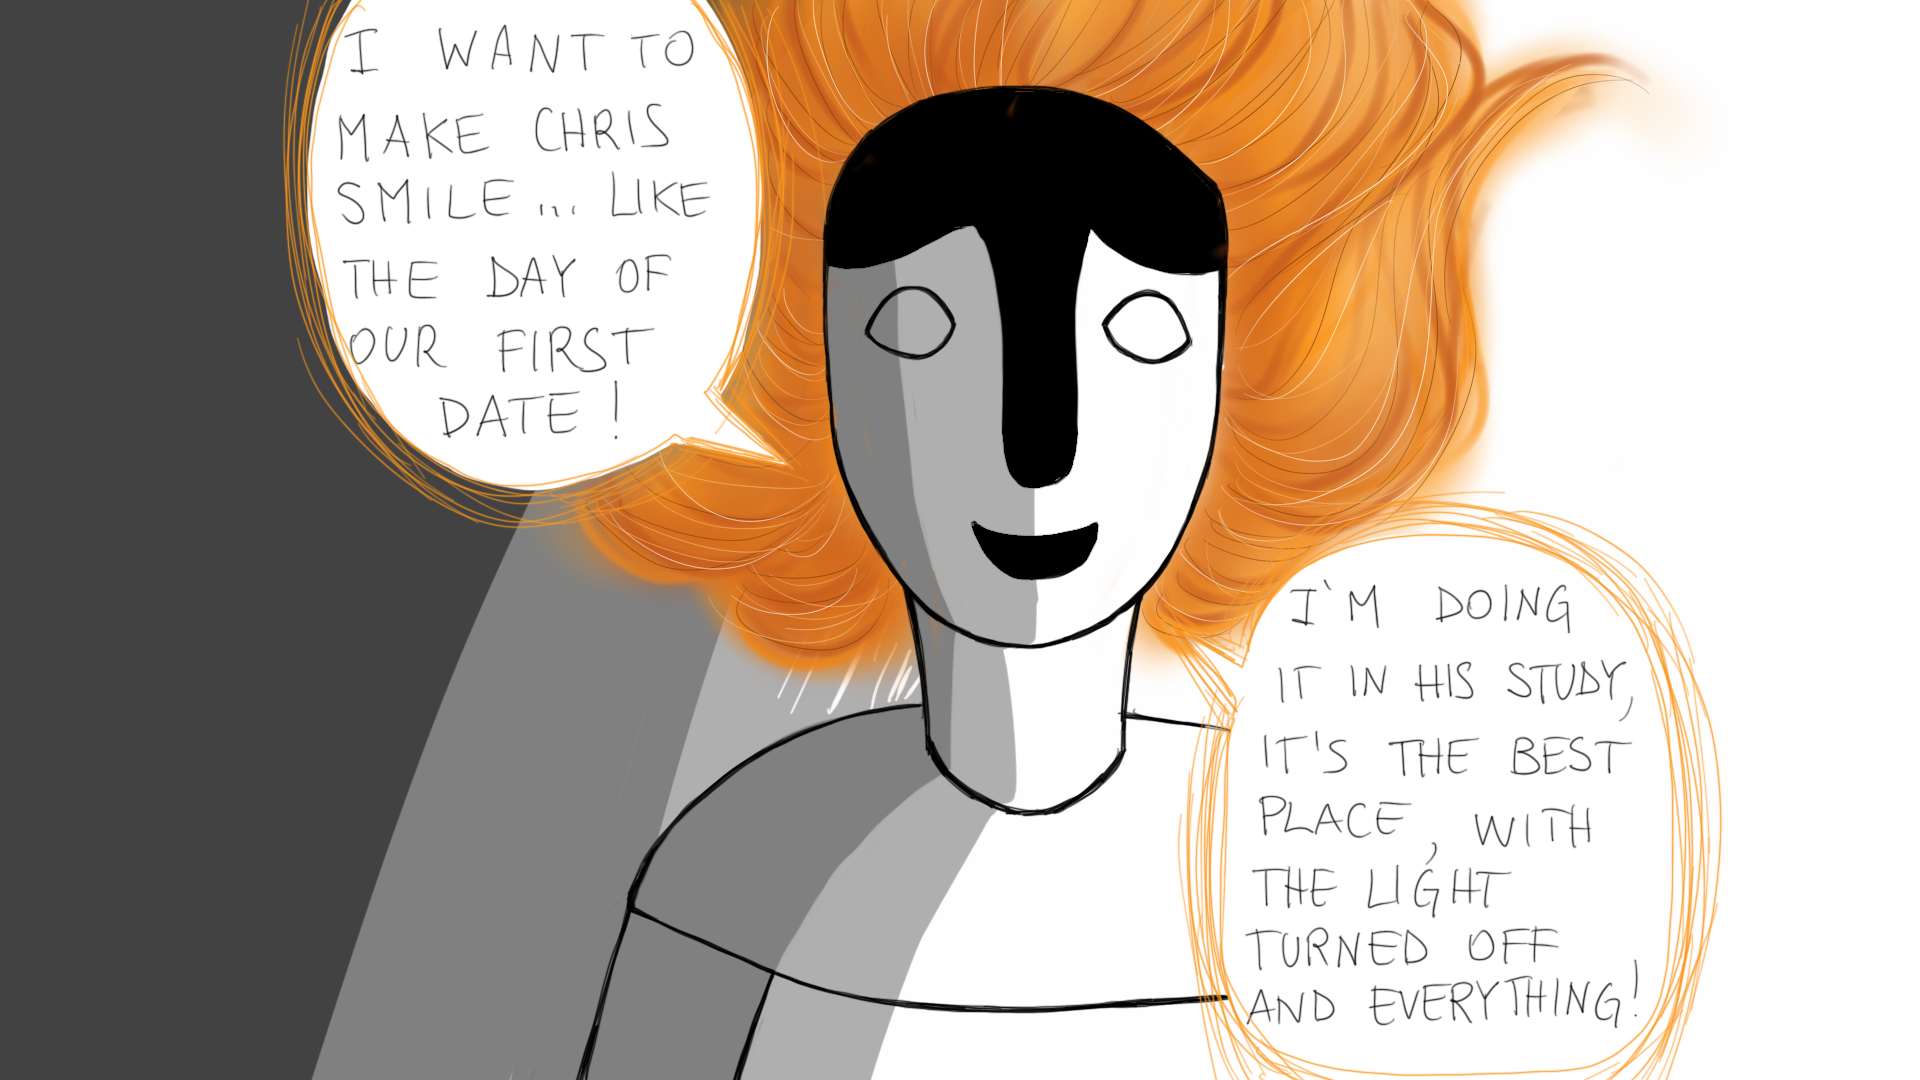 I WANT TO
MAKE CHRIS
SMILE... LIKE
THE DAY OF
OUR FIRST
DATE!
I'M DOING
IT IN HIS STUDY,
IT'S THE BEST
PLACE, WITH
THE LIGHT
TURNED OFF
AND EVERYTHING!